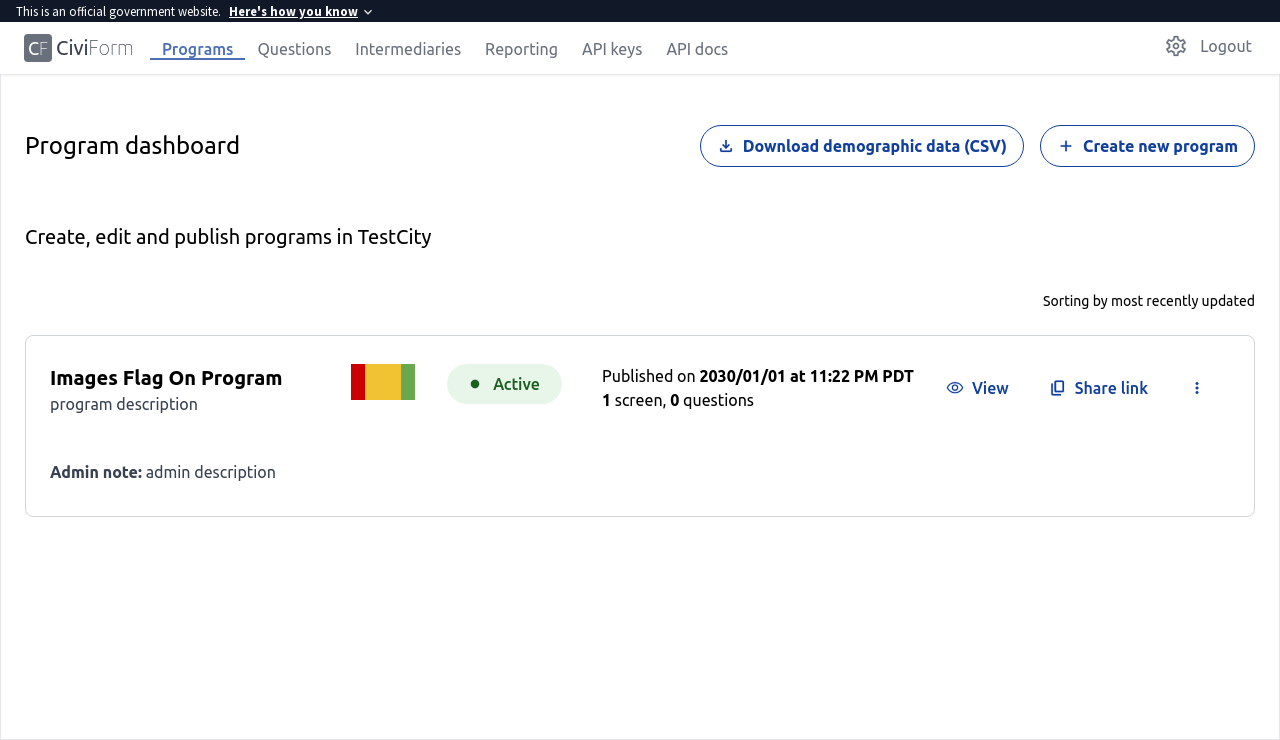 This is an official government website. Here's how you know
CF CiviForm Programs Questions Intermediaries Reporting API keys API docs Logout
Program dashboard Download demographic data (CSV) Create new program
Create, edit and publish programs in TestCity
Sorting by most recently updated
Images Flag On Program Active Published on 2030/01/01 at 11:22 PM PDT View Share link
program description 1 screen, 0 questions
Admin note: admin description